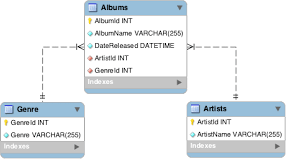 Albums
AlbumId INT
AlbumName VARCHAR(255)
DateReleased DATETIME
ArtistId INT
GenreId INT
Indexes
Genre
GenreId INT
Genre VARCHAR(255)
Indexes
Artists
ArtistId INT
ArtistName VARCHAR(255)
Indexes